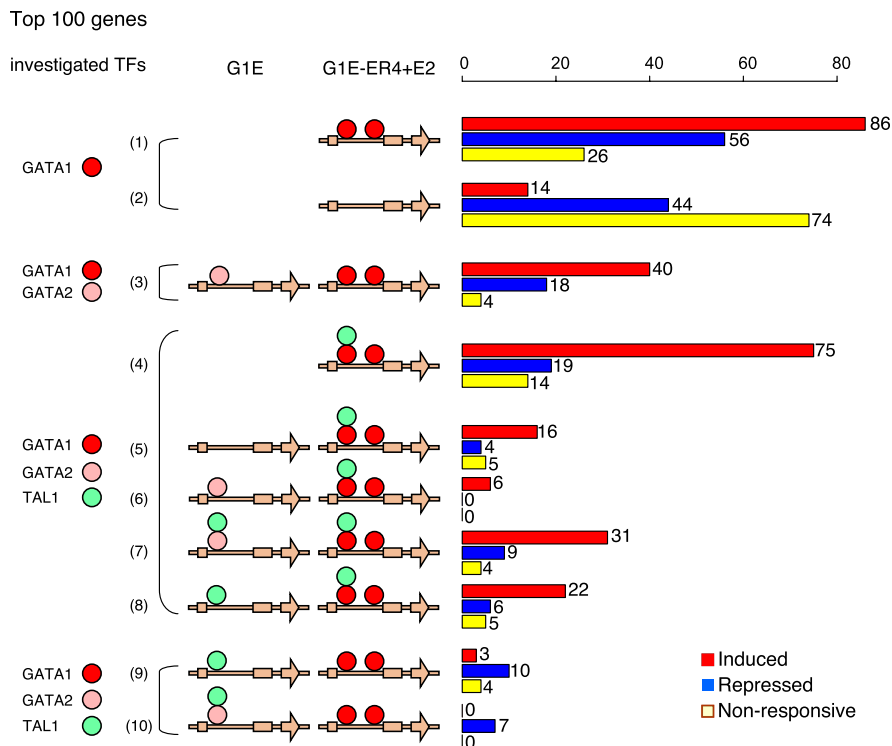 Top 100 genes
investigated TFs
G1E
G1E-ER4+E2
0 20 40 60 80
(1)
86
56
26
GATA1
(2)
14
44
74
GATA1
GATA2
(3)
40
18
4
(4)
75
19
14
GATA1
GATA2
TAL1
(5)
16
4
5
(6)
6
0
0
(7)
31
9
4
(8)
22
6
5
GATA1
GATA2
TAL1
(9)
3
10
4
(10)
0
7
0
Induced
Repressed
Non-responsive